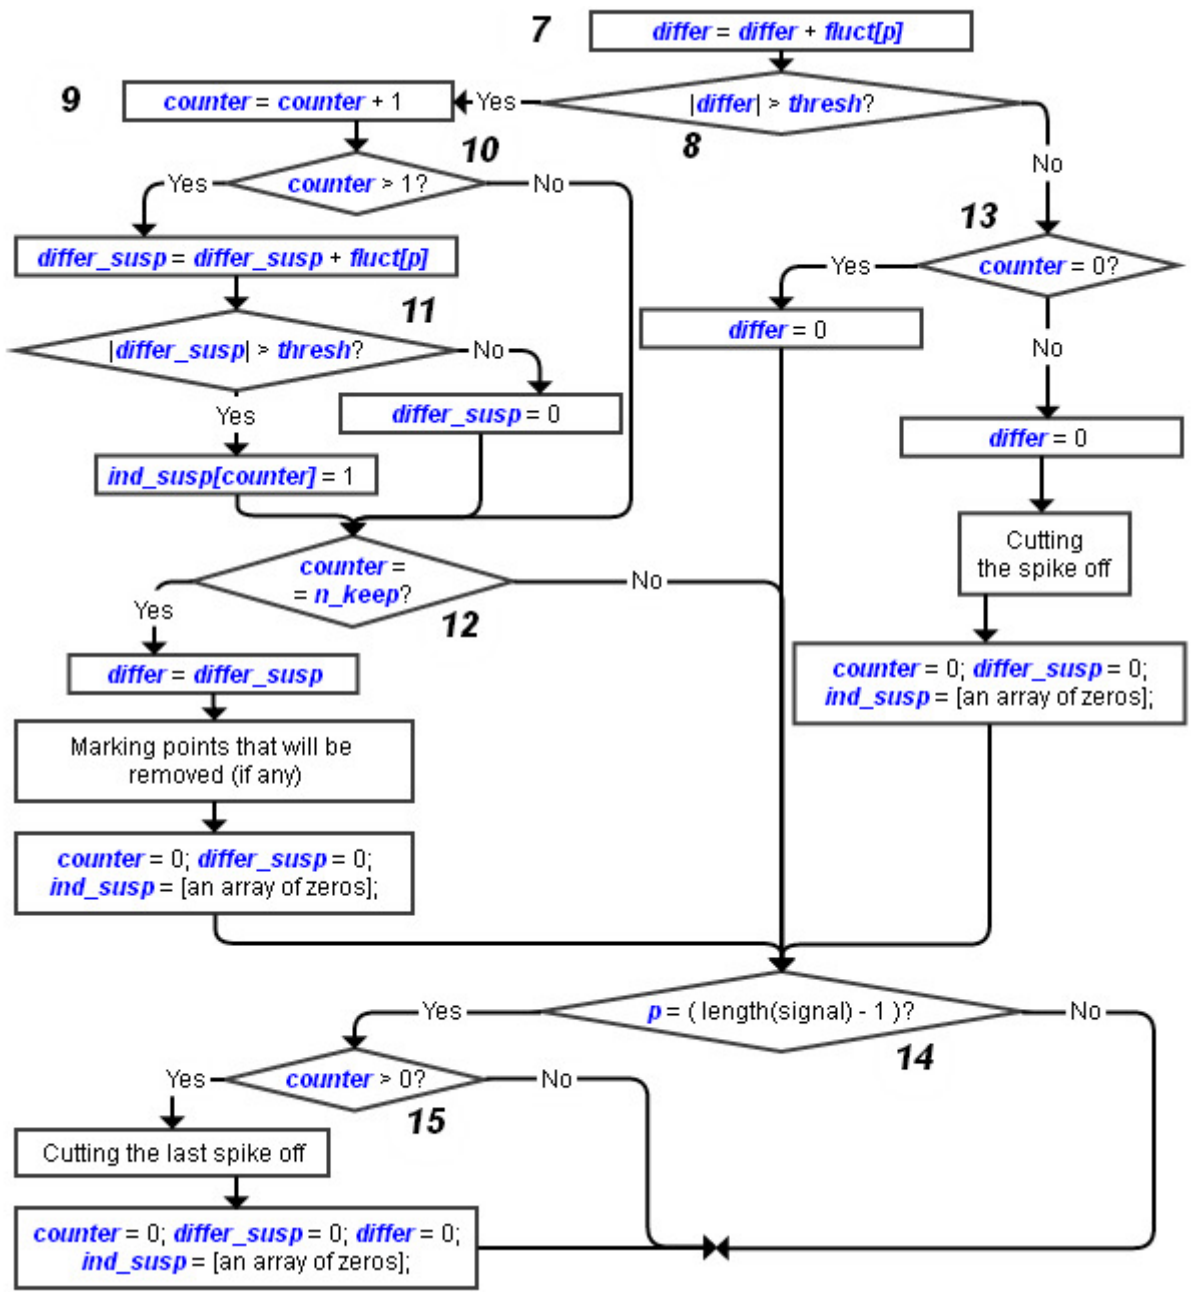 7
differ = differ + fluct[p]
9
counter = counter + 1
Yes
|differ| > thresh?
8
10
No
Yes
counter > 1?
No
13
differ_susp = differ_susp + fluct[p]
Yes
counter = 0?
11
differ = 0
|differ_susp| > thresh?
No
No
Yes
differ_susp = 0
differ = 0
ind_susp[counter] = 1
Cutting
the spike off
counter =
= n_keep?
No
Yes
12
differ = differ_susp
counter = 0; differ_susp = 0;
ind_susp = [an array of zeros];
Marking points that will be
removed (if any)
counter = 0; differ_susp = 0;
ind_susp = [an array of zeros];
Yes
p = ( length(signal) - 1 )?
No
14
Yes
counter > 0?
No
15
Cutting the last spike off
counter = 0; differ_susp = 0; differ = 0;
ind_susp = [an array of zeros];